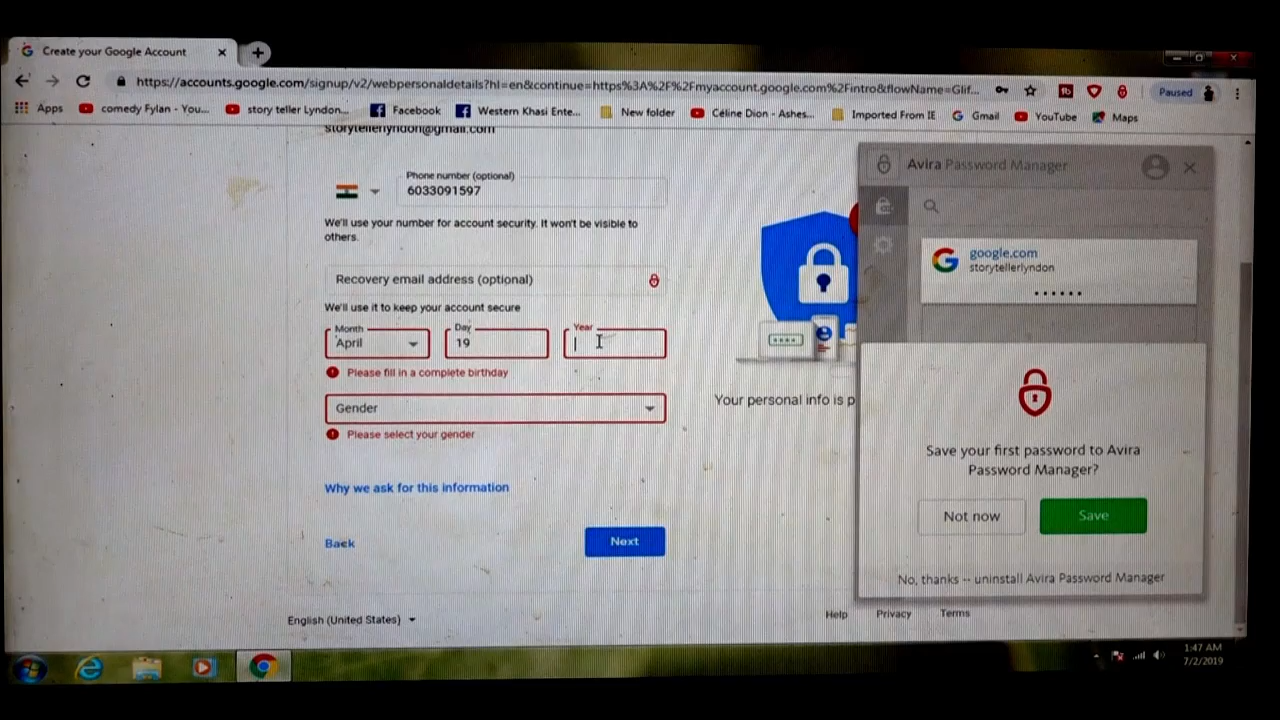 Create your Google Account
https://accounts.google.com/signup/v2/webpersonaldetails?hl=en&continue=https%3A%2F%2Fmyaccount.google.com%2Fintro&flowName=Glif...
Paused
Apps
comedy Fylan - You...
story teller Lyndon...
Facebook
Western Khasi Ente...
New folder
Céline Dion - Ashes...
Imported From IE
Gmail
YouTube
Maps
storytellerlyndon@gmail.com
Phone number (optional)
6033091597
We'll use your number for account security. It won't be visible to
others.
Recovery email address (optional)
We'll use it to keep your account secure
Month
April
Day
19
Year
Please fill in a complete birthday
Gender
Please select your gender
Why we ask for this information
Back
Next
English (United States)
Your personal info is p
Avira Password Manager
google.com
storytellerlyndon
Save your first password to Avira
Password Manager?
Not now
Save
No, thanks -- uninstall Avira Password Manager
Help
Privacy
Terms
1:47 AM
7/2/2019